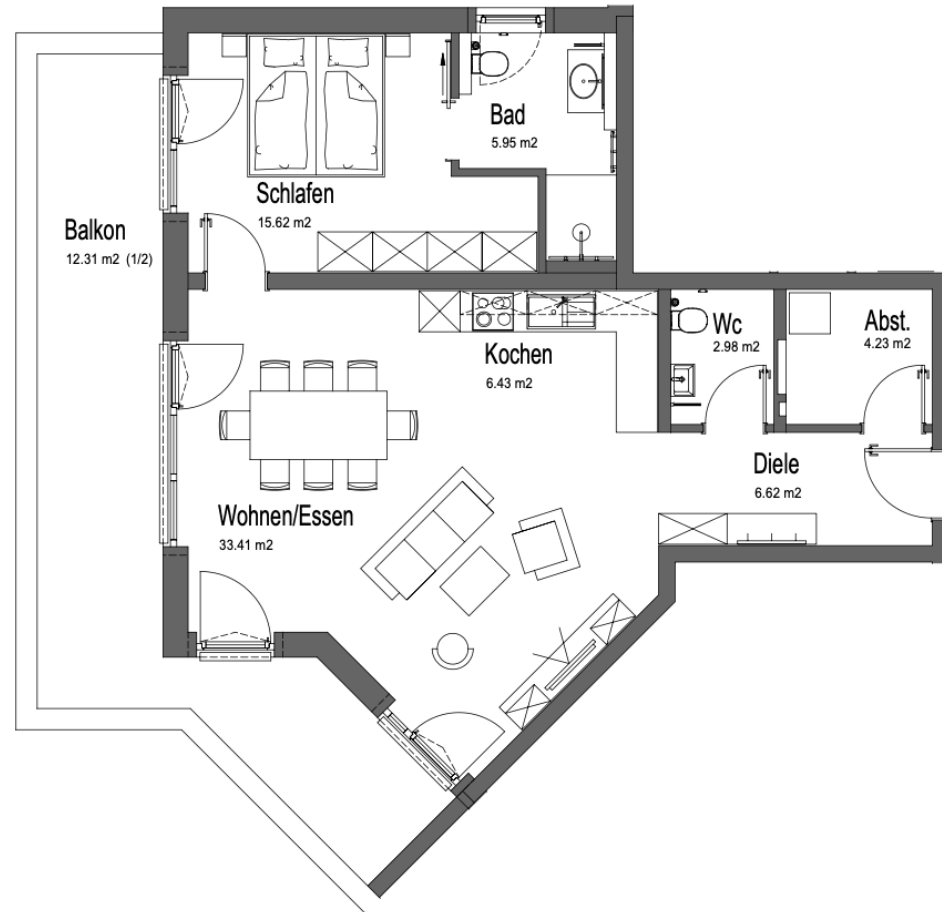 Bad
5.95 m2
Schlafen
15.62 m2
Balkon
12.31 m2 (1/2)
Kochen
6.43 m2
Wc
2.98 m2
Abst.
4.23 m2
Diele
6.62 m2
Wohnen/Essen
33.41 m2